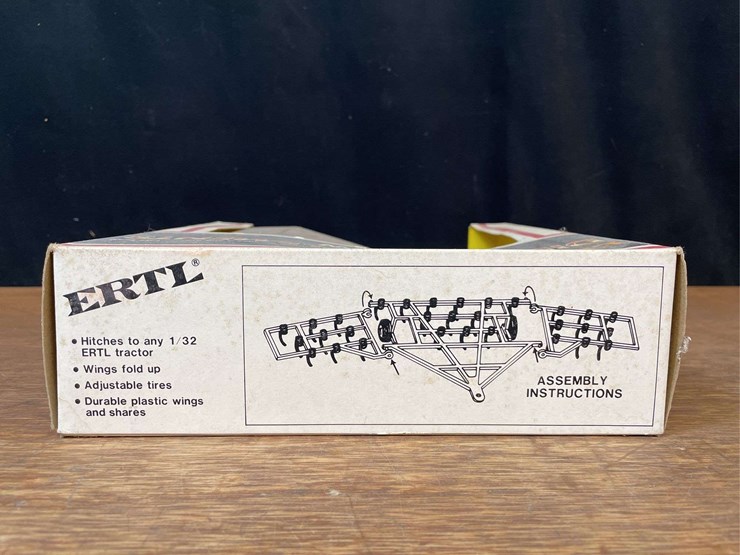 ERTL®
• Hitches to any 1/32
ERTL tractor
• Wings fold up
• Adjustable tires
• Durable plastic wings
and shares
ASSEMBLY
INSTRUCTIONS